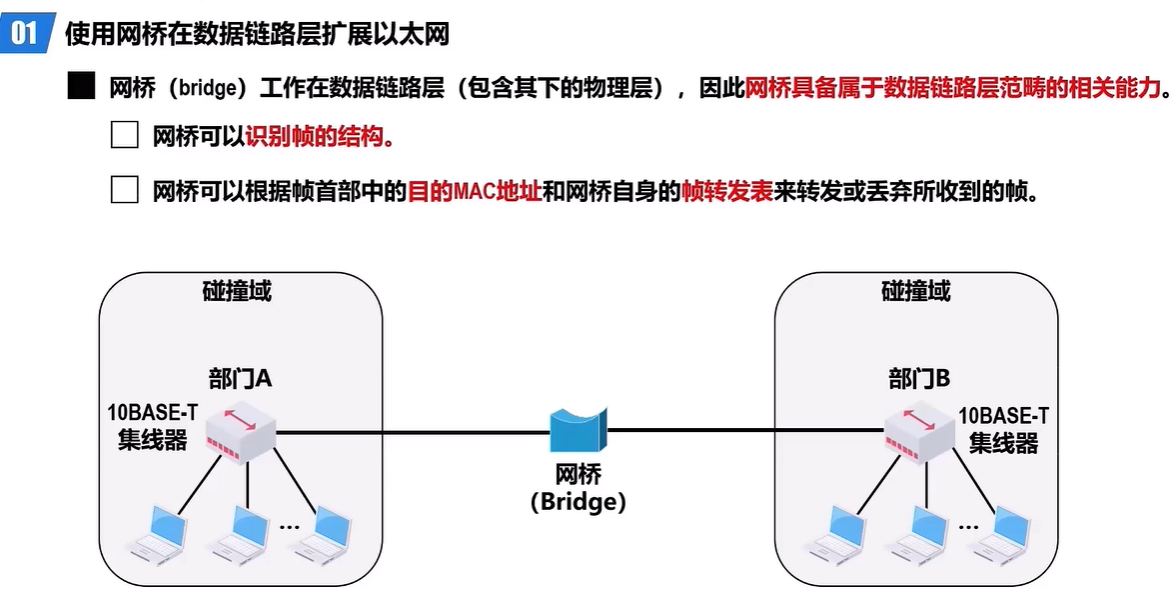 01 使用网桥在数据链路层扩展以太网
网桥（bridge）工作在数据链路层（包含其下的物理层），因此网桥具备属于数据链路层范畴的相关能力。
网桥可以识别帧的结构。
网桥可以根据帧首部中的目的MAC地址和网桥自身的帧转发表来转发或丢弃所收到的帧。
碰撞域
碰撞域
部门A
部门B
10BASE-T
集线器
10BASE-T
集线器
网桥
（Bridge）
...
...